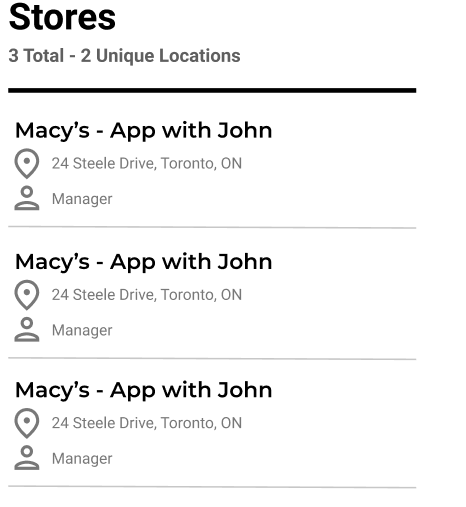 Stores
3 Total - 2 Unique Locations
Macy's - App with John
24 Steele Drive, Toronto, ON
Manager
Macy's - App with John
24 Steele Drive, Toronto, ON
Manager
Macy's - App with John
24 Steele Drive, Toronto, ON
Manager